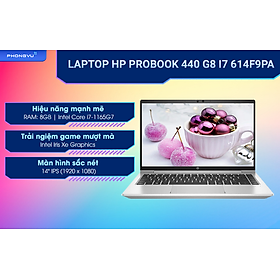 PHONGVU
LAPTOP HP PROBOOK 440 G8 I7 614F9PA
Hiệu năng mạnh mẽ
RAM: 8GB | Intel Core i7-1165G7
Trải nghiệm game mượt mà
Intel Iris Xe Graphics
Màn hình sắc nét
14" IPS (1920 x 1080)